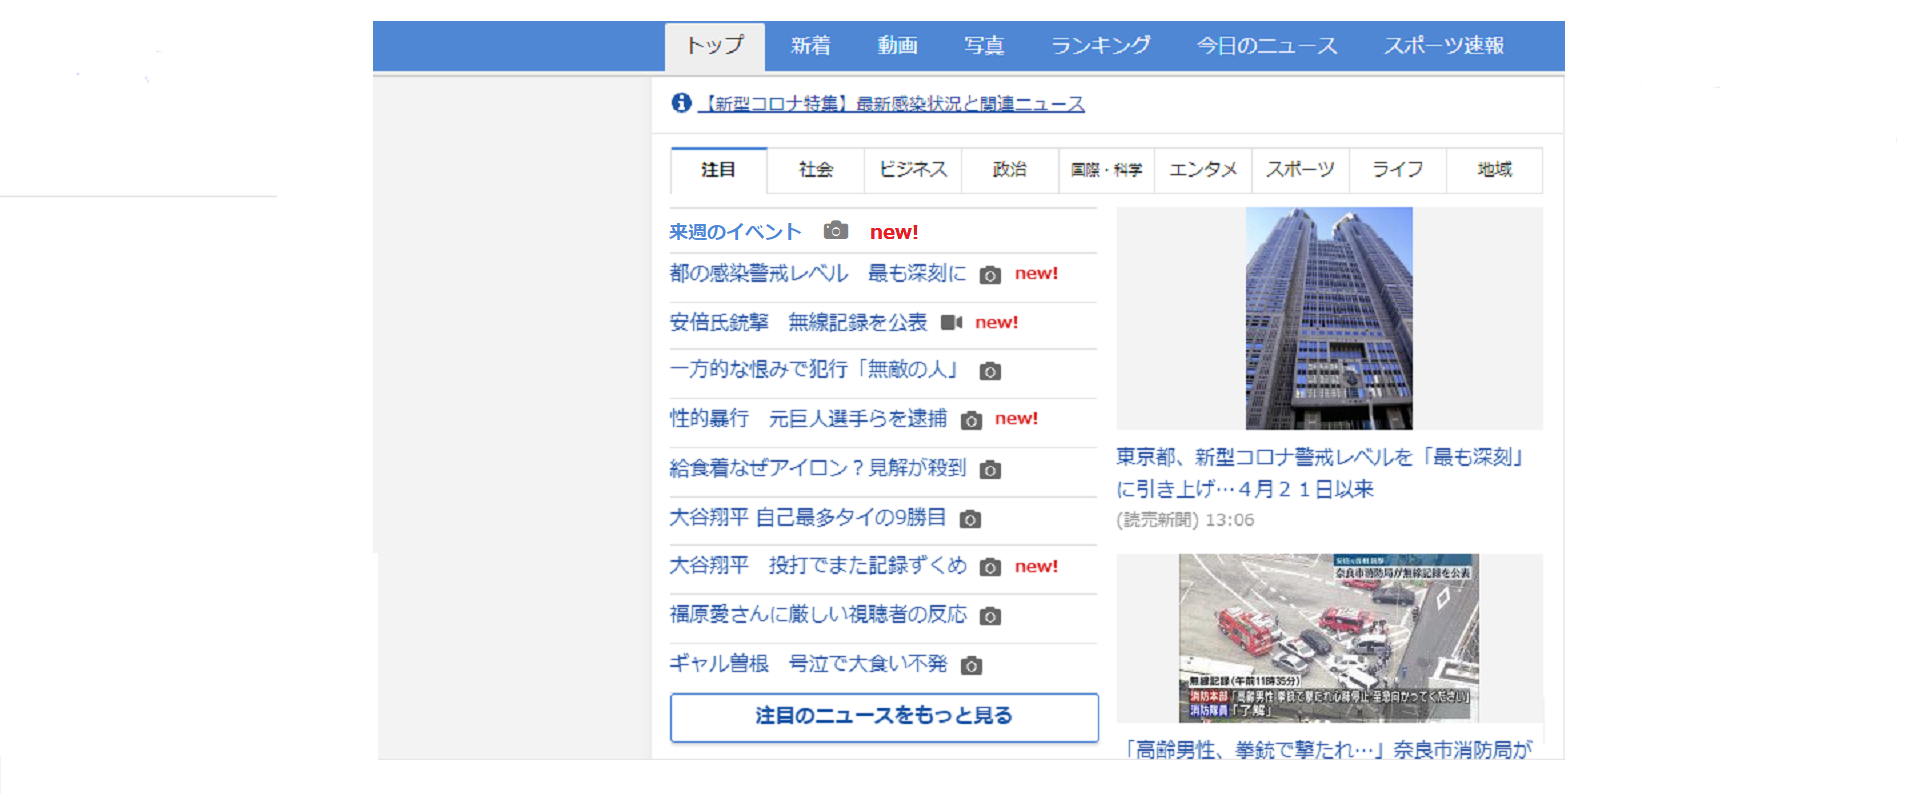 トップ 新着 動画 写真 ランキング 今日のニュース スポーツ速報
【新型コロナ特集】最新感染状況と関連ニュース
注目 社会 ビジネス 政治 国際・科学 エンタメ スポーツ ライフ 地域
来週のイベント new!
都の感染警戒レベル 最も深刻に new!
安倍氏銃撃 無線記録を公表 new!
一方的な恨みで犯行「無敵の人」
性的暴行 元巨人選手らを逮捕 new!
給食着なぜアイロン？見解が殺到
大谷翔平 自己最多タイの9勝目
大谷翔平 投打でまた記録ずくめ new!
福原愛さんに厳しい視聴者の反応
ギャル曽根 号泣で大食い不発
注目のニュースをもっと見る
東京都、新型コロナ警戒レベルを「最も深刻」
に引き上げ…４月２１日以来
(読売新聞) 13:06
奈良市消防局が無線記録を公表
無線記録(午前11時35分)
消防本部「高齢男性 拳銃で撃たれ心肺停止 至急向かってください」
消防隊員「了解」
「高齢男性、拳銃で撃たれ…」奈良市消防局が